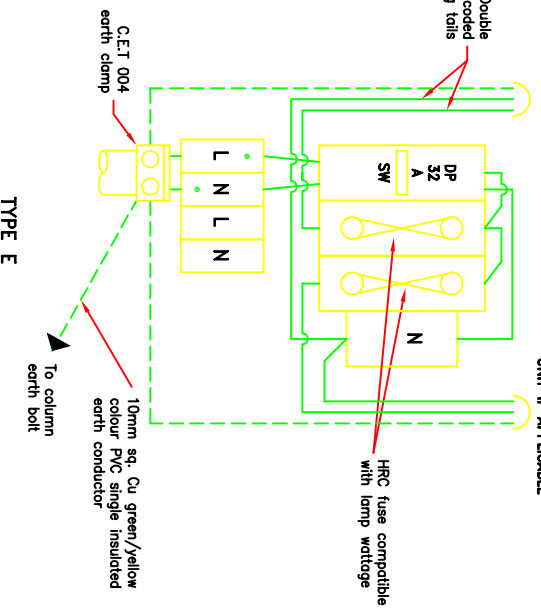 Double
coded
tails
C.E.T 004
earth clamp
L
N
L
N
DP
32
A
SW
N
HRC fuse compatible
with lamp wattage
10mm sq. Cu green/yellow
colour PVC single insulated
earth conductor
To column
earth bolt
TYPE E